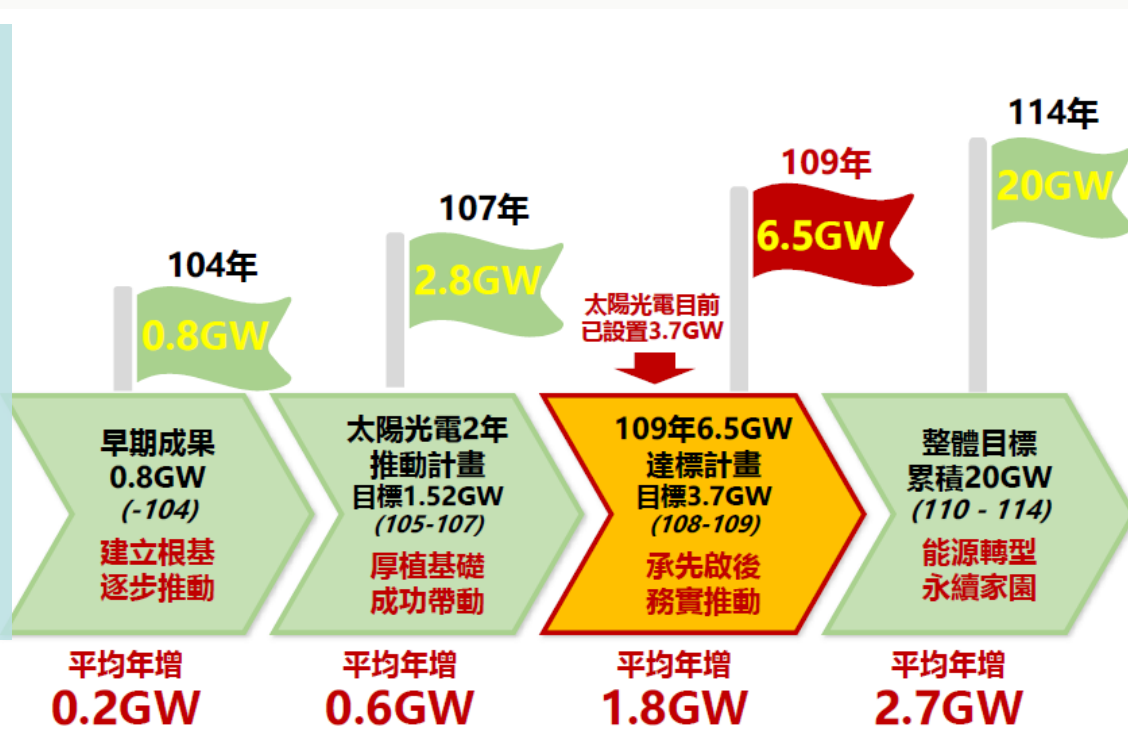 104年
0.8GW
107年
2.8GW
太陽光電目前
已設置3.7GW
109年
6.5GW
114年
20GW
早期成果
0.8GW
(-104)
建立根基
逐步推動
太陽光電2年
推動計畫
目標1.52GW
(105-107)
厚植基礎
成功帶動
109年6.5GW
達標計畫
目標3.7GW
(108-109)
承先啟後
務實推動
整體目標
累積20GW
(110 - 114)
能源轉型
永續家園
平均年增
0.2GW
平均年增
0.6GW
平均年增
1.8GW
平均年增
2.7GW